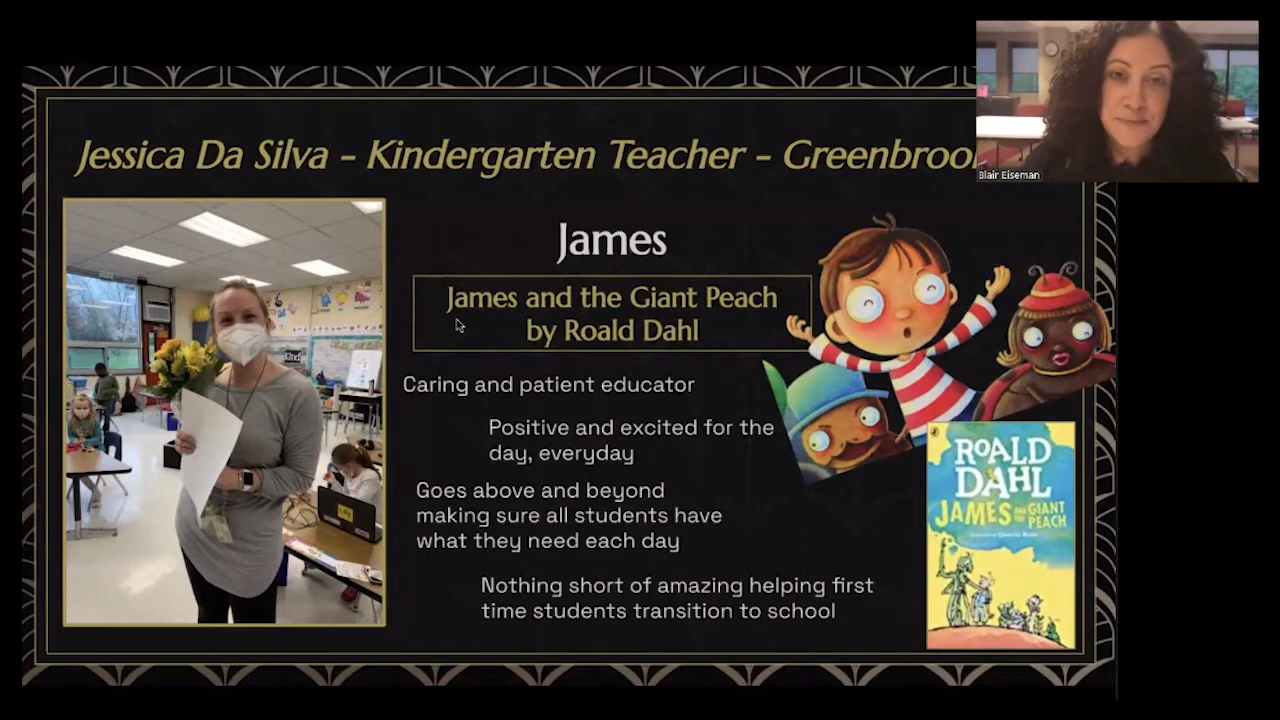 Jessica Da Silva - Kindergarten Teacher - Greenbroo
Blair Eiseman
James
James and the Giant Peach
by Roald Dahl
Caring and patient educator
Positive and excited for the
day, everyday
Goes above and beyond
making sure all students have
what they need each day
Nothing short of amazing helping first
time students transition to school
ROALD
DAHL
JAMES AND THE GIANT
PEACH